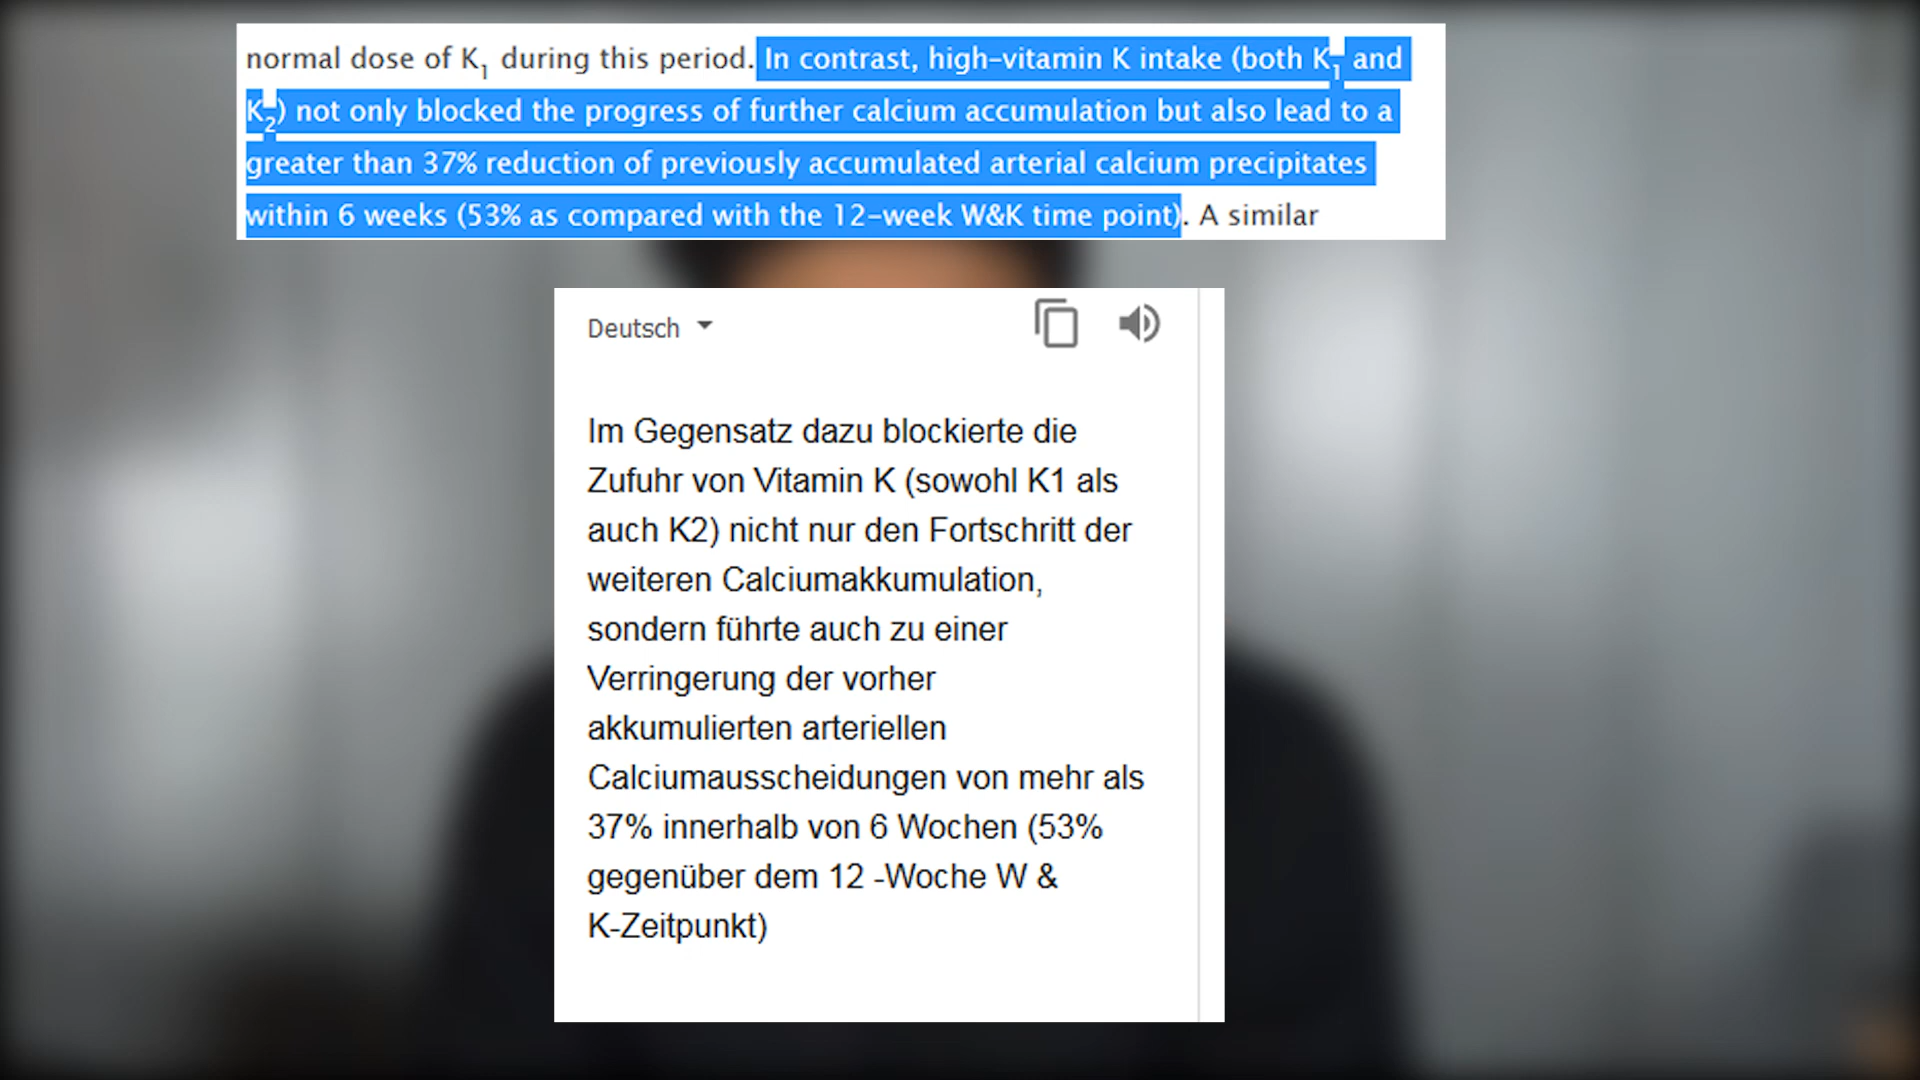 normal dose of K1 during this period. In contrast, high-vitamin K intake (both K1 and
K2) not only blocked the progress of further calcium accumulation but also lead to a
greater than 37% reduction of previously accumulated arterial calcium precipitates
within 6 weeks (53% as compared with the 12-week W&K time point). A similar
Deutsch
Im Gegensatz dazu blockierte die
Zufuhr von Vitamin K (sowohl K1 als
auch K2) nicht nur den Fortschritt der
weiteren Calciumakkumulation,
sondern führte auch zu einer
Verringerung der vorher
akkumulierten arteriellen
Calciumausscheidungen von mehr als
37% innerhalb von 6 Wochen (53%
gegenüber dem 12 -Woche W &
K-Zeitpunkt)